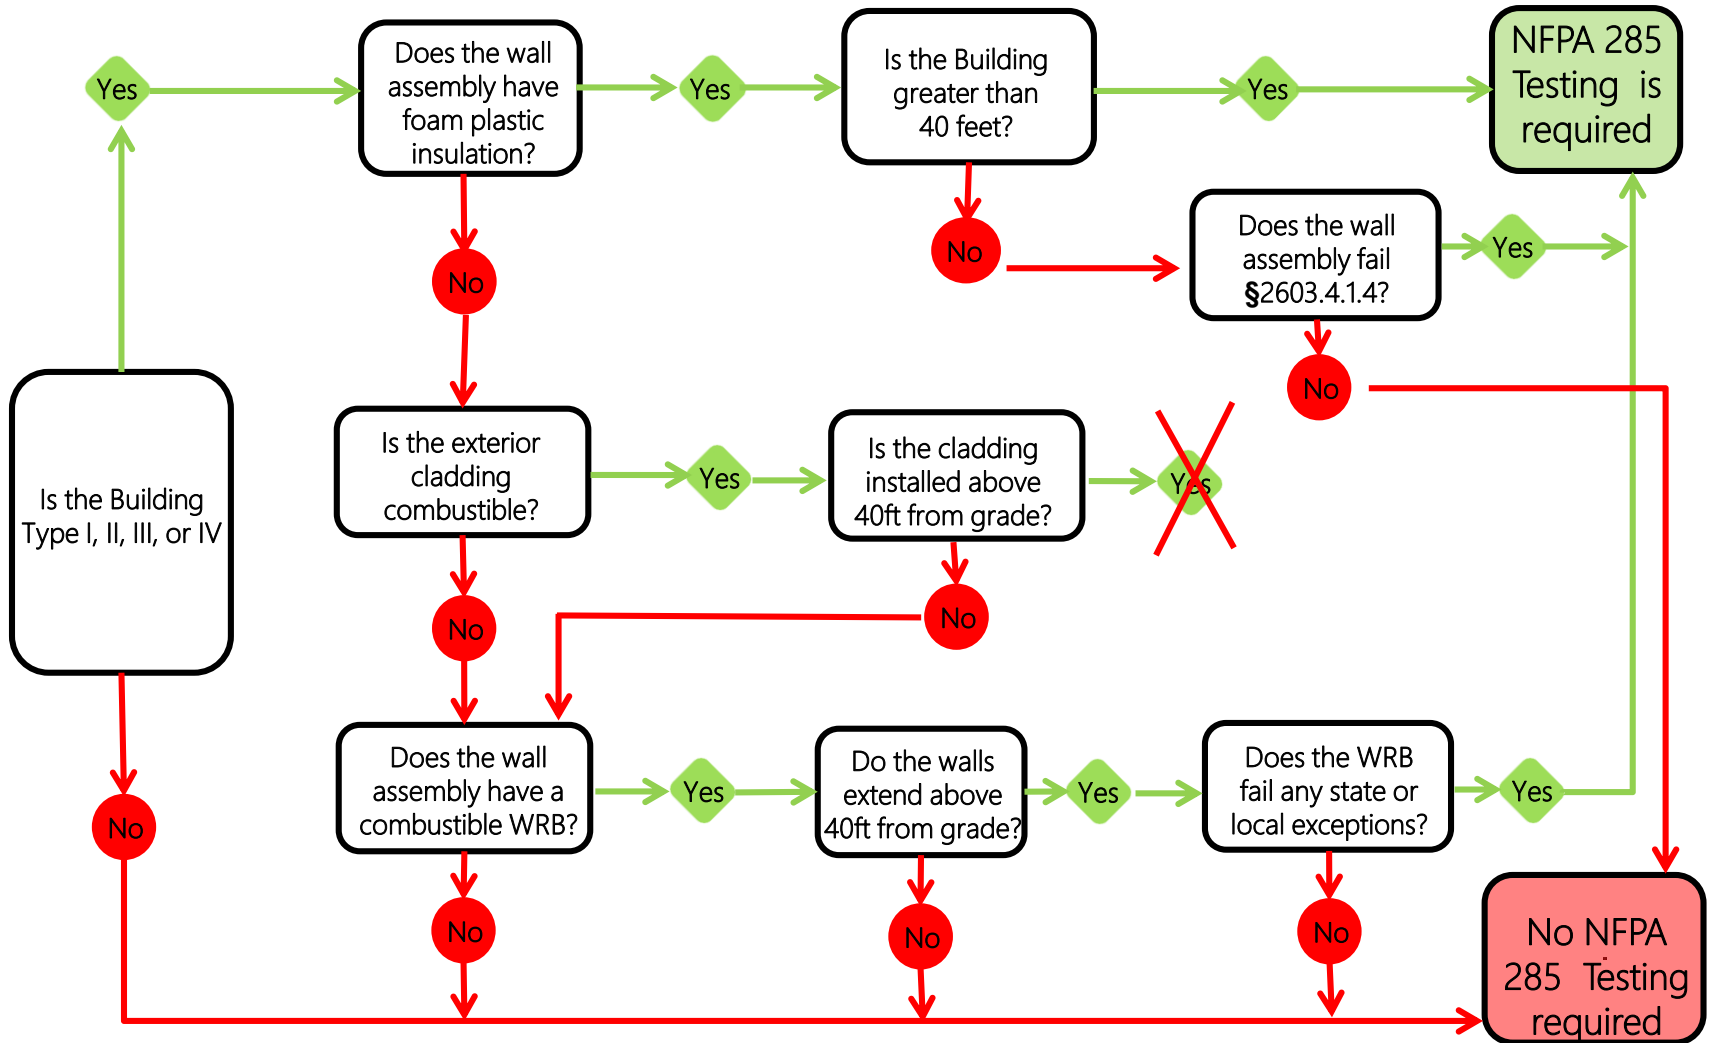 Yes
Does the wall
assembly have
foam plastic
insulation?
Yes
Is the Building
greater than
40 feet?
Yes
NFPA 285
Testing is
required
No
No
Does the wall
assembly fail
§2603.4.1.4?
Yes
No
Is the Building
Type I, II, III, or IV
Is the exterior
cladding
combustible?
Yes
Is the cladding
installed above
40ft from grade?
Yes
No
No
Does the wall
assembly have a
combustible WRB?
Yes
Do the walls
extend above
40ft from grade?
Yes
Does the WRB
fail any state or
local exceptions?
Yes
No
No
No
No
No NFPA
285 Testing
required